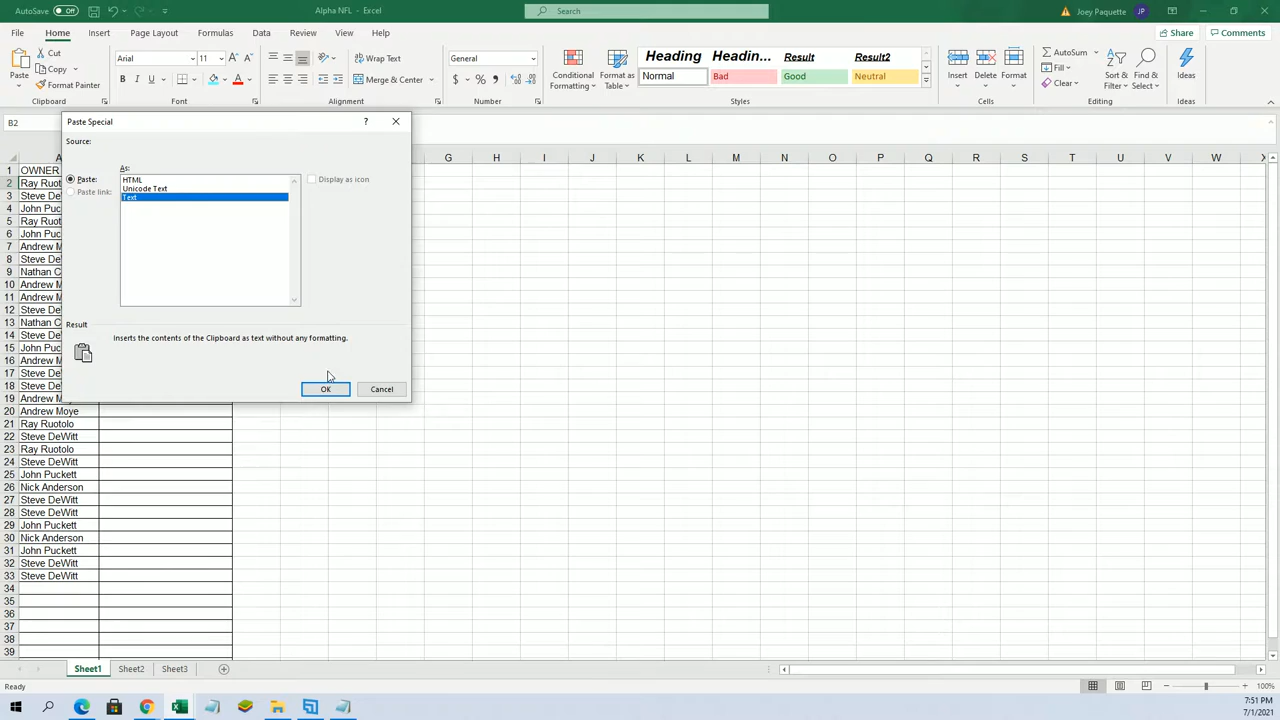 AutoSave Off Alpha NFL - Excel Search Joey Paquette JP
File Home Insert Page Layout Formulas Data Review View Help Share Comments
Paste Cut Copy Format Painter
Arial 11 A A
B I U A
Wrap Text
Merge & Center
General
$ % ,
Conditional Formatting Format as Table
Heading Headin... Result Result2
Normal Bad Good Neutral
Insert Delete Format
AutoSum Fill Clear
Sort & Filter Find & Select Ideas
Clipboard Font Alignment Number Styles Cells Editing Ideas
B2
Paste Special ?
Source:
As:
Paste:
Paste link:
HTML
Unicode Text
Text
Display as icon
Result
Inserts the contents of the Clipboard as text without any formatting.
OK Cancel
A G H I J K L M N O P Q R S T U V W X
1 OWNER
2 Ray Ruot
3 Steve De
4 John Puc
5 Ray Ruot
6 John Puc
7 Andrew M
8 Steve De
9 Nathan C
10 Andrew M
11 Andrew M
12 Steve De
13 Nathan C
14 Steve De
15 John Puc
16 Andrew M
17 Steve De
18 Steve De
19 Andrew Moye
20 Andrew Moye
21 Ray Ruotolo
22 Steve DeWitt
23 Ray Ruotolo
24 Steve DeWitt
25 John Puckett
26 Nick Anderson
27 Steve DeWitt
28 Steve DeWitt
29 John Puckett
30 Nick Anderson
31 John Puckett
32 Steve DeWitt
33 Steve DeWitt
34
35
36
37
38
39
Sheet1 Sheet2 Sheet3
Ready 100%
7:51 PM
7/1/2021